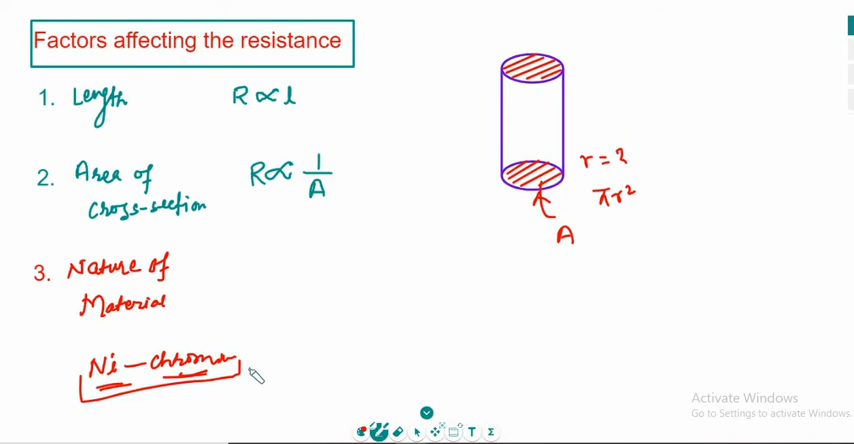 Factors affecting the resistance
1. Length R ∝ l
2. Area of cross-section R ∝ 1/A
3. Nature of Material
Ni – chrome
r = ?
πr²
A
Activate Windows
Go to Settings to activate Windows.
T Σ